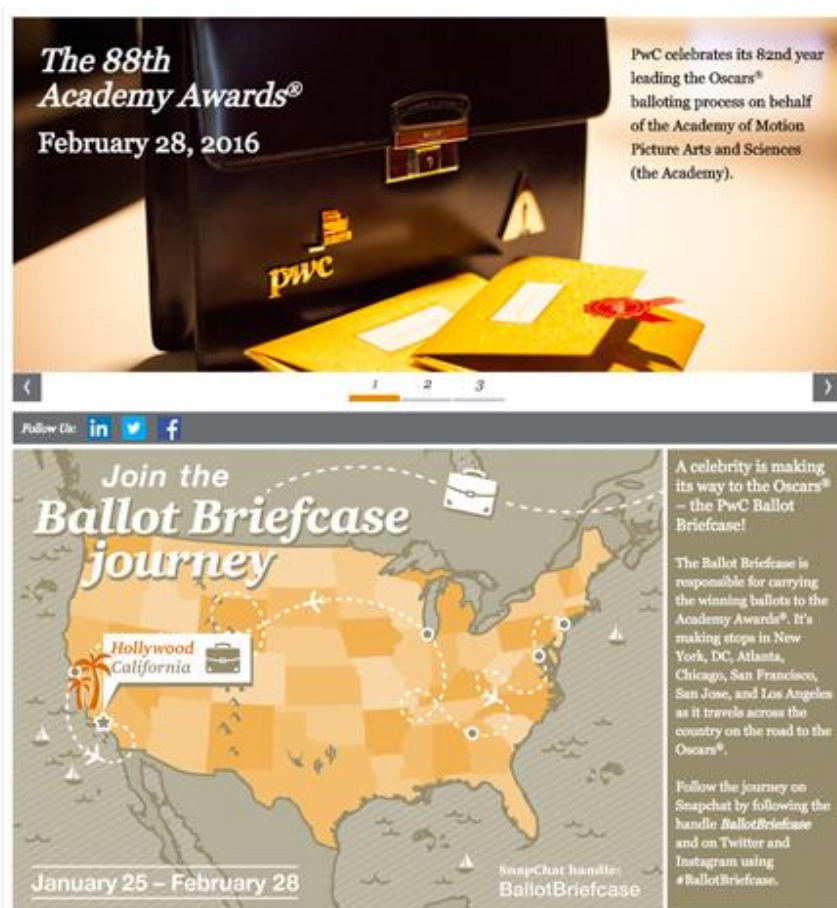 The 88th
Academy Awards®
February 28, 2016
PwC celebrates its 82nd year
leading the Oscars®
balloting process on behalf
of the Academy of Motion
Picture Arts and Sciences
(the Academy).
pwc
1 2 3
Follow Us:
Join the
Ballot Briefcase
journey
Hollywood
California
January 25 – February 28
SnapChat handle:
BallotBriefcase
A celebrity is making
its way to the Oscars®
– the PwC Ballot
Briefcase!
The Ballot Briefcase is
responsible for carrying
the winning ballots to the
Academy Awards®. It's
making stops in New
York, DC, Atlanta,
Chicago, San Francisco,
San Jose, and Los Angeles
as it travels across the
country on the road to the
Oscars®.
Follow the journey on
Snapchat by following the
handle BallotBriefcase
and on Twitter and
Instagram using
#BallotBriefcase.